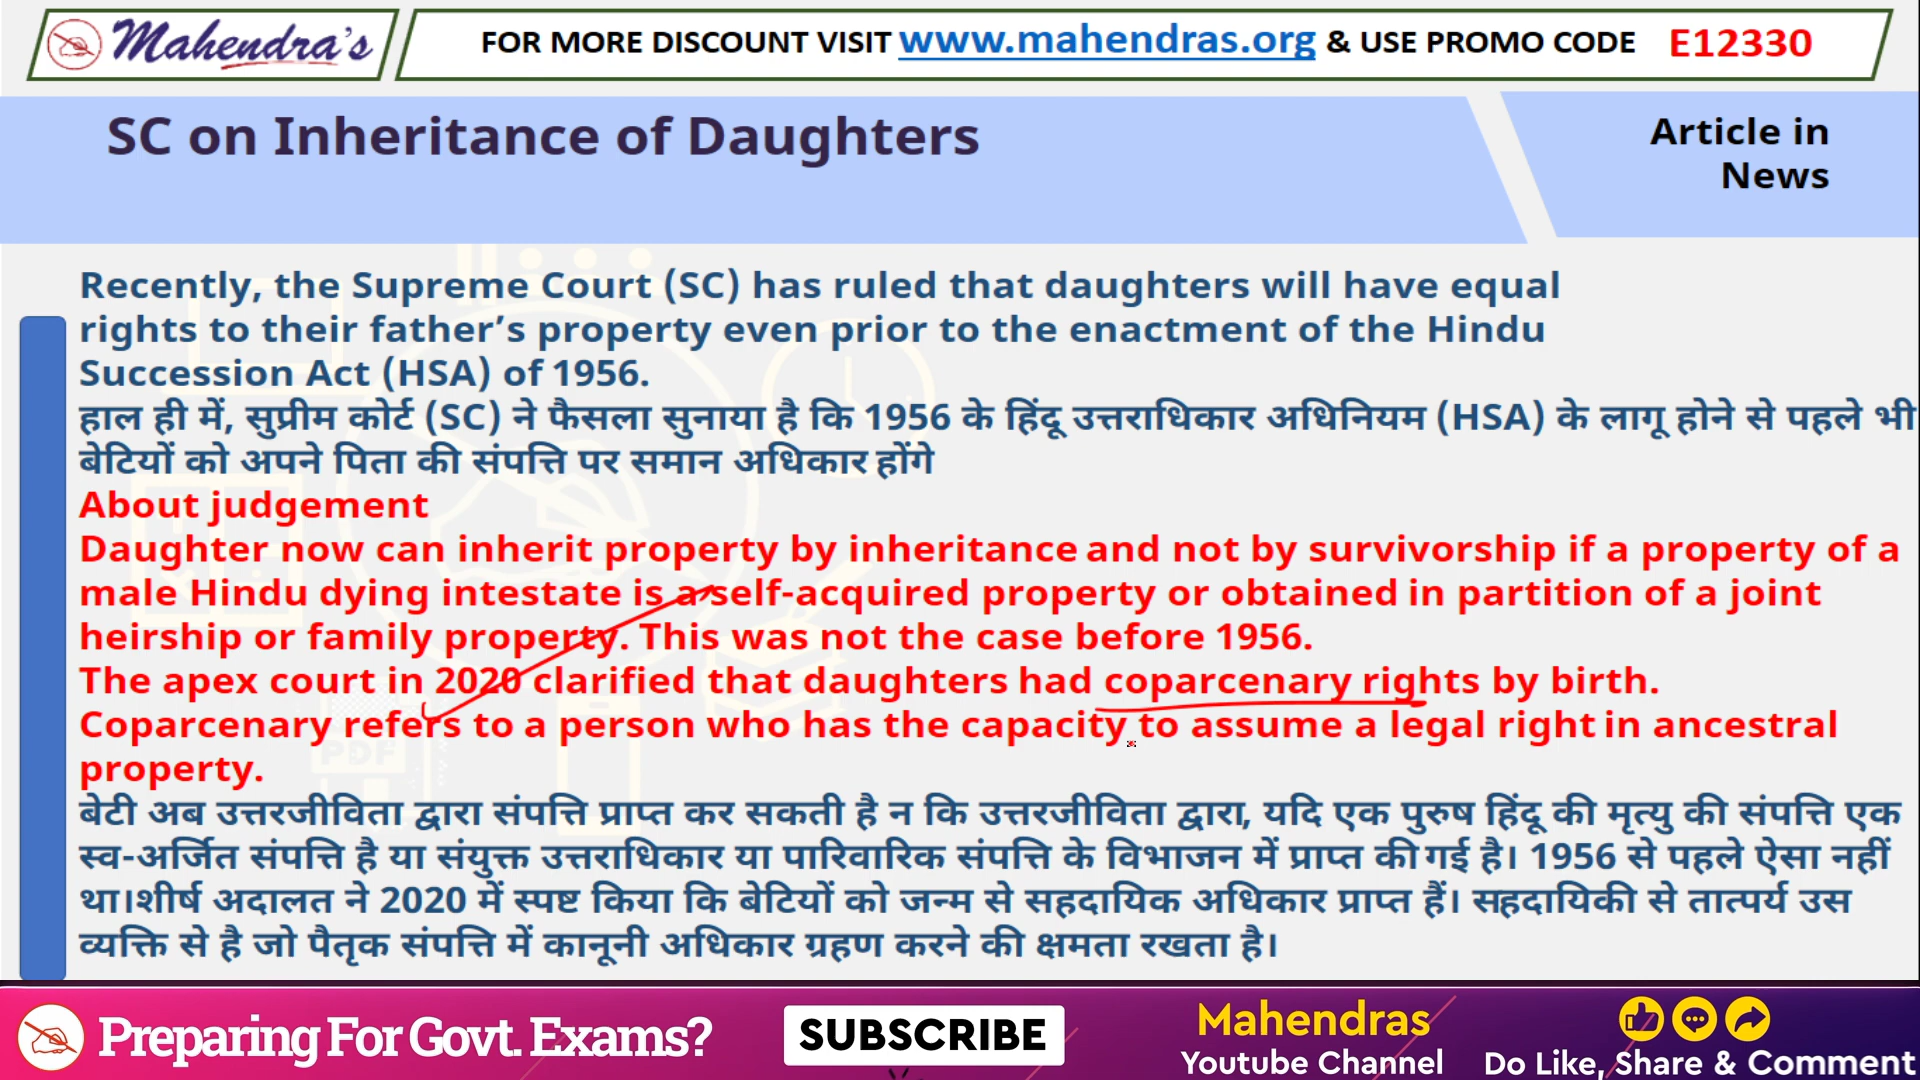 Mahendra's
FOR MORE DISCOUNT VISIT www.mahendras.org & USE PROMO CODE E12330
SC on Inheritance of Daughters
Article in
News
Recently, the Supreme Court (SC) has ruled that daughters will have equal
rights to their father’s property even prior to the enactment of the Hindu
Succession Act (HSA) of 1956.
हाल ही में, सुप्रीम कोर्ट (SC) ने फैसला सुनाया है कि 1956 के हिंदू उत्तराधिकार अधिनियम (HSA) के लागू होने से पहले भी
बेटियों को अपने पिता की संपत्ति पर समान अधिकार होंगे
About judgement
Daughter now can inherit property by inheritance and not by survivorship if a property of a
male Hindu dying intestate is a self-acquired property or obtained in partition of a joint
heirship or family property. This was not the case before 1956.
The apex court in 2020 clarified that daughters had coparcenary rights by birth.
Coparcenary refers to a person who has the capacity to assume a legal right in ancestral
property.
बेटी अब उत्तरजीविता द्वारा संपत्ति प्राप्त कर सकती है न कि उत्तरजीविता द्वारा, यदि एक पुरुष हिंदू की मृत्यु की संपत्ति एक
स्व-अर्जित संपत्ति है या संयुक्त उत्तराधिकार या पारिवारिक संपत्ति के विभाजन में प्राप्त की गई है। 1956 से पहले ऐसा नहीं
था।शीर्ष अदालत ने 2020 में स्पष्ट किया कि बेटियों को जन्म से सहदायिक अधिकार प्राप्त हैं। सहदायिकी से तात्पर्य उस
व्यक्ति से है जो पैतृक संपत्ति में कानूनी अधिकार ग्रहण करने की क्षमता रखता है।
PDF
Preparing For Govt. Exams?
SUBSCRIBE
Mahendras
Youtube Channel
Do Like, Share & Comment